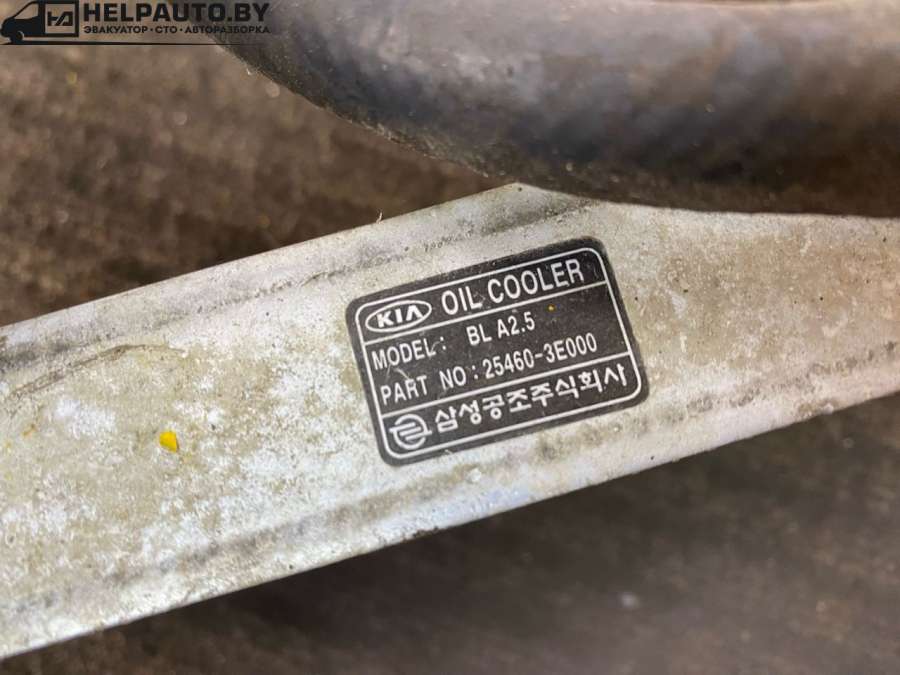 HELPAUTO.BY
ЭВАКУАТОР · СТО · АВТОРАЗБОРКА
KIA OIL COOLER
MODEL: BL A2.5
PART NO : 25460-3E000
삼성공조주식회사